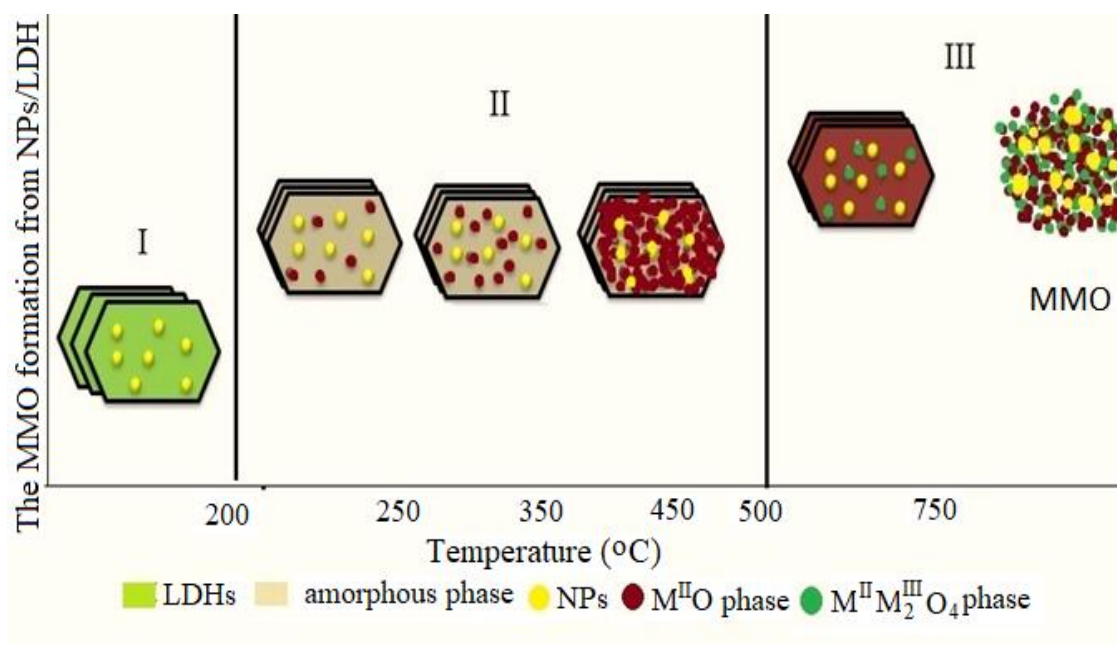 The MMO formation from NPs/LDH
I
II
III
MMO
200 250 350 450 500 750
Temperature (ºC)
LDHs amorphous phase NPs MᴵᴵO phase MᴵᴵM₂ᴵᴵᴵO₄ phase